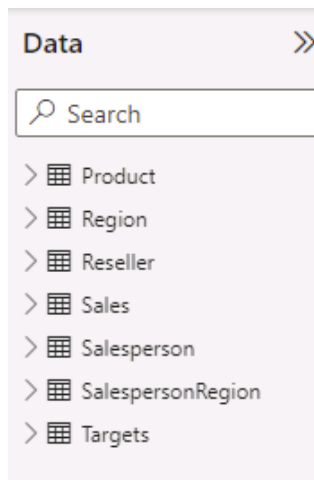 Data
Search
Product
Region
Reseller
Sales
Salesperson
SalespersonRegion
Targets